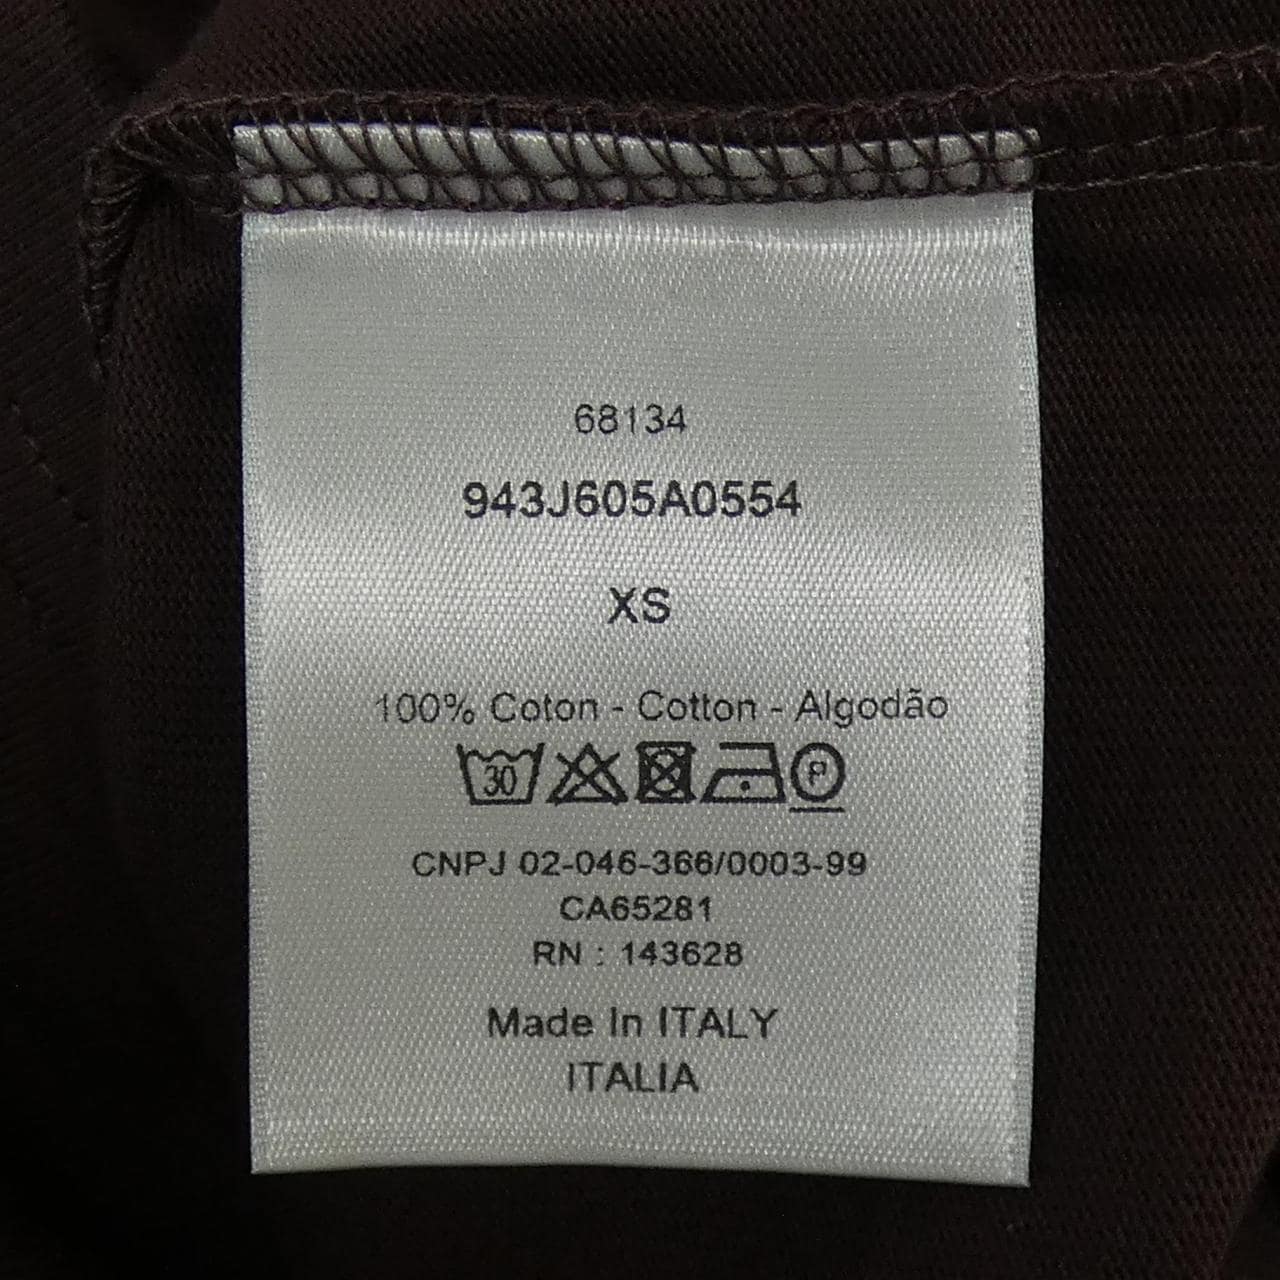 68134
943J605A0554
XS
100% Coton - Cotton - Algodão
30 P
CNPJ 02-046-366/0003-99
CA65281
RN : 143628
Made In ITALY
ITALIA